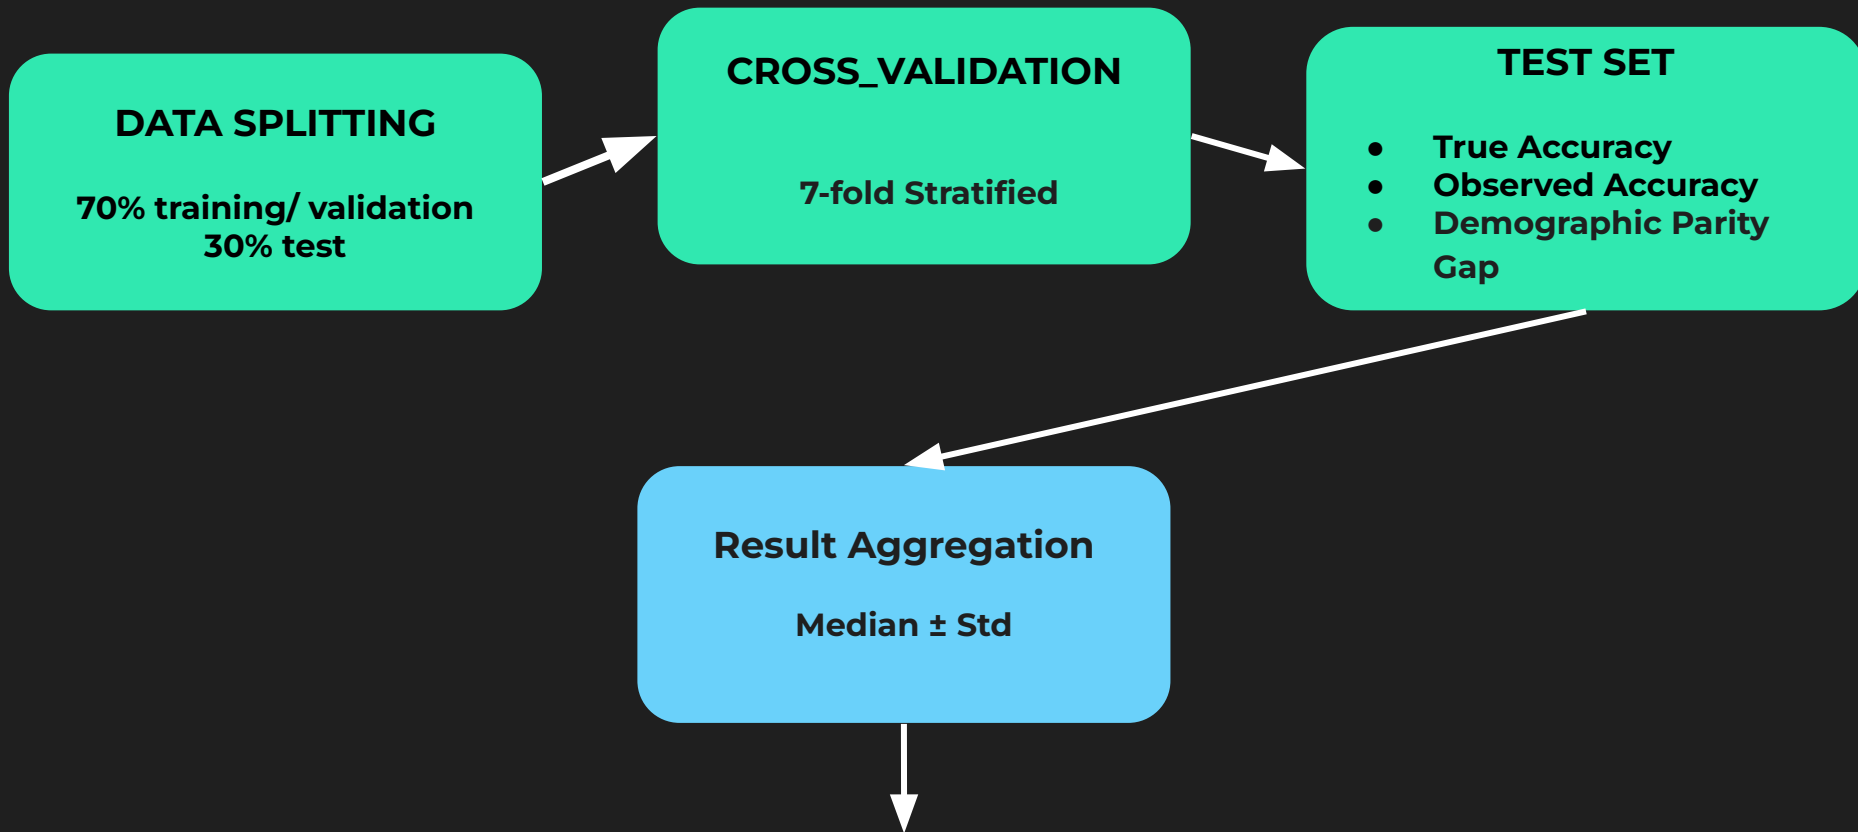 DATA SPLITTING
70% training/ validation
30% test
CROSS_VALIDATION
7-fold Stratified
TEST SET
● True Accuracy
● Observed Accuracy
● Demographic Parity
Gap
Result Aggregation
Median ± Std